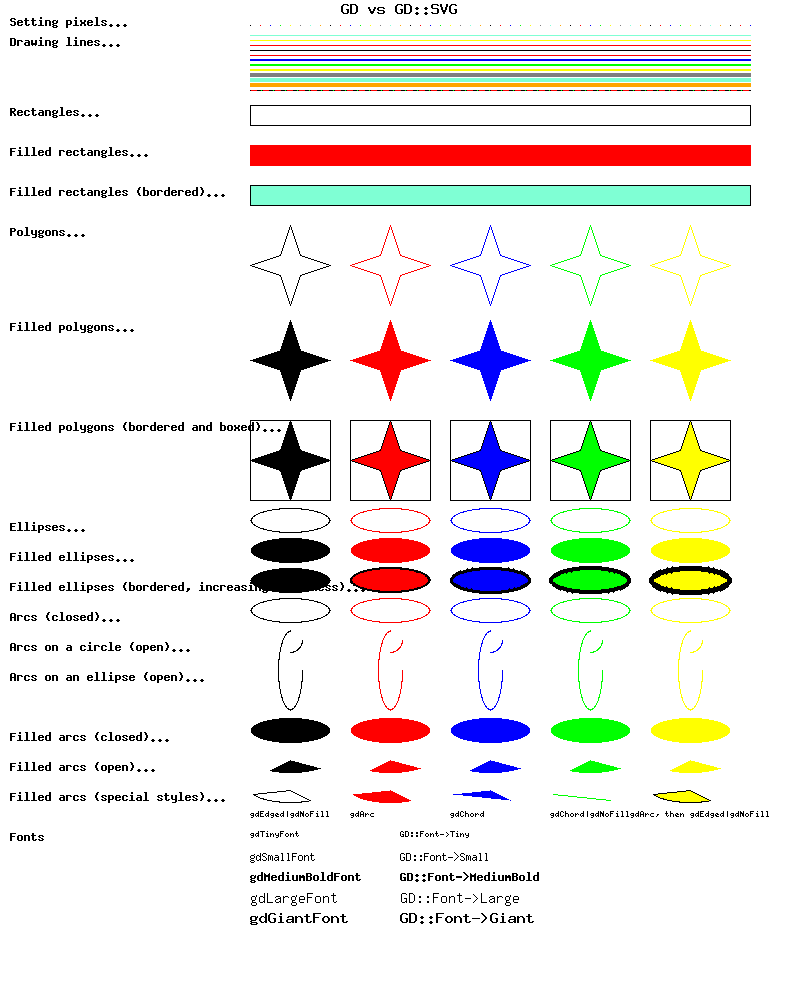 GD vs GD::SVG
Setting pixels...
Drawing lines...
Rectangles...
Filled rectangles...
Filled rectangles (bordered)...
Polygons...
Filled polygons...
Filled polygons (bordered and boxed)...
Ellipses...
Filled ellipses...
Filled ellipses (bordered, increasing
Arcs (closed)...
Arcs on a circle (open)...
Arcs on an ellipse (open)...
Filled arcs (closed)...
Filled arcs (open)...
Filled arcs (special styles)...
gdEdged|gdNoFill gdArc gdChord gdChord|gdNoFillgdArc, then gdEdged|gdNoFill
Fonts gdTinyFont GD::Font->Tiny
gdSmallFont GD::Font->Small
gdMediumBoldFont GD::Font->MediumBold
gdLargeFont GD::Font->Large
gdGiantFont GD::Font->Giant